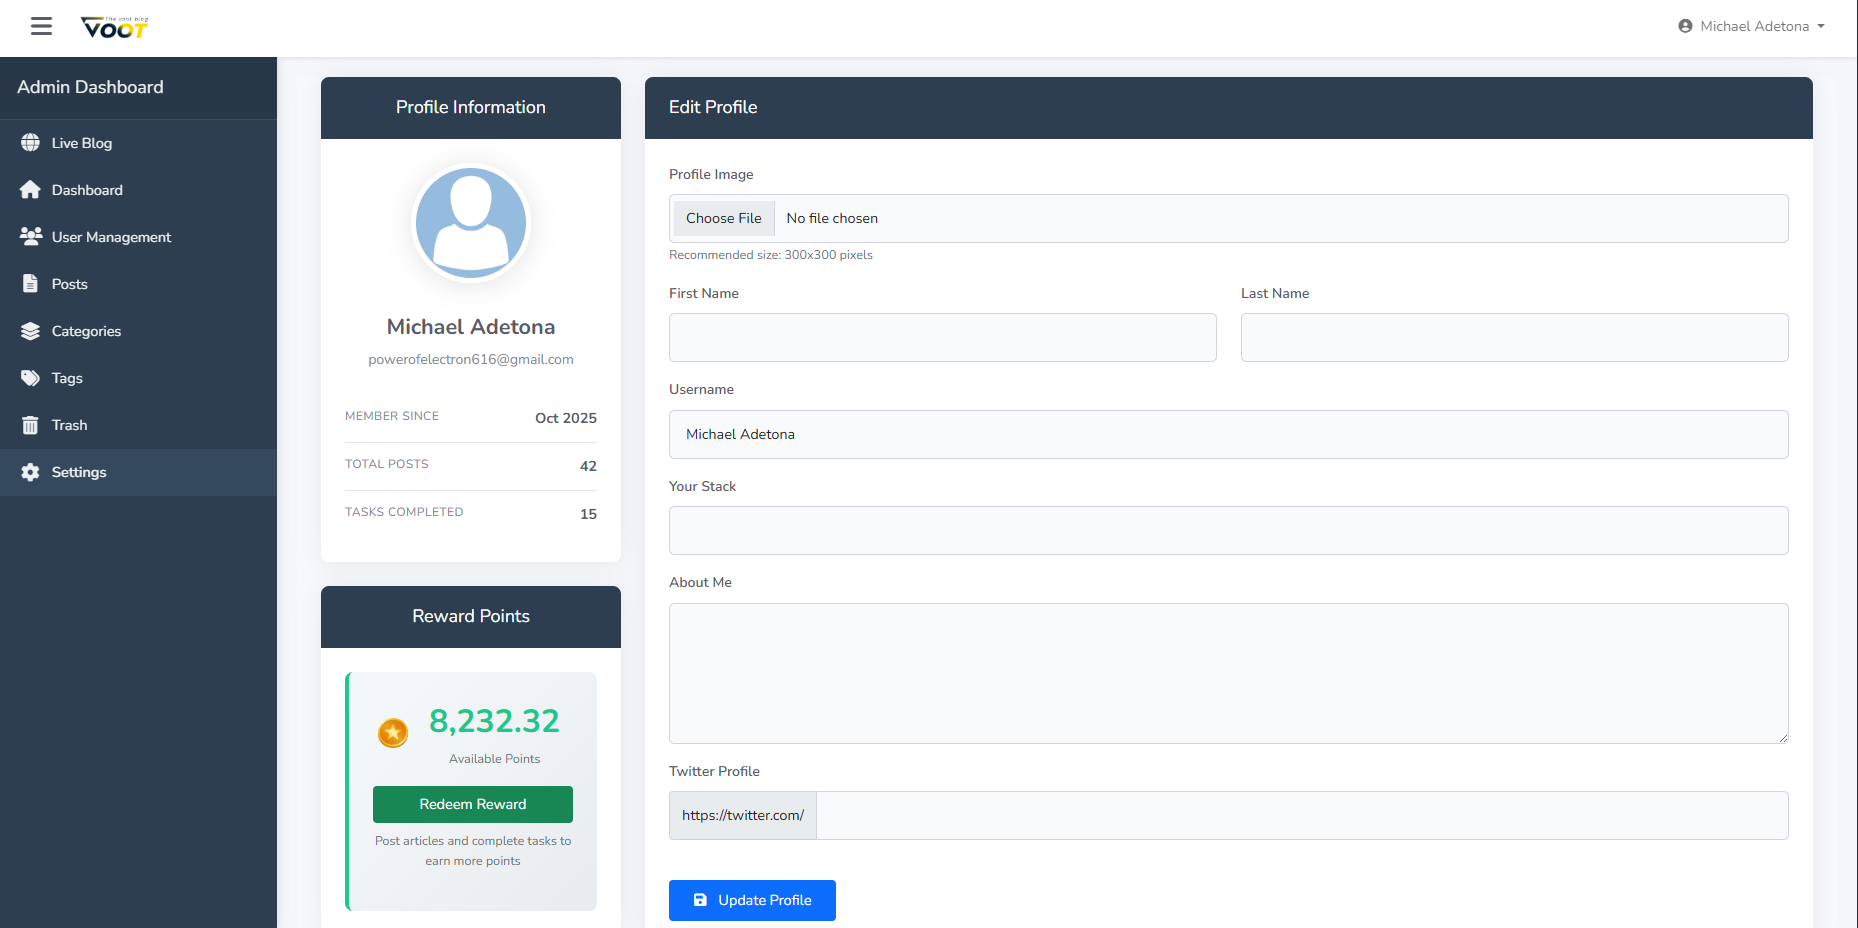 The voot blog
VOOT
Michael Adetona
Admin Dashboard
Live Blog
Dashboard
User Management
Posts
Categories
Tags
Trash
Settings
Profile Information
Michael Adetona
powerofelectron616@gmail.com
MEMBER SINCE Oct 2025
TOTAL POSTS 42
TASKS COMPLETED 15
Reward Points
8,232.32
Available Points
Redeem Reward
Post articles and complete tasks to
earn more points
Edit Profile
Profile Image
Choose File No file chosen
Recommended size: 300x300 pixels
First Name Last Name
Username
Michael Adetona
Your Stack
About Me
Twitter Profile
https://twitter.com/
Update Profile